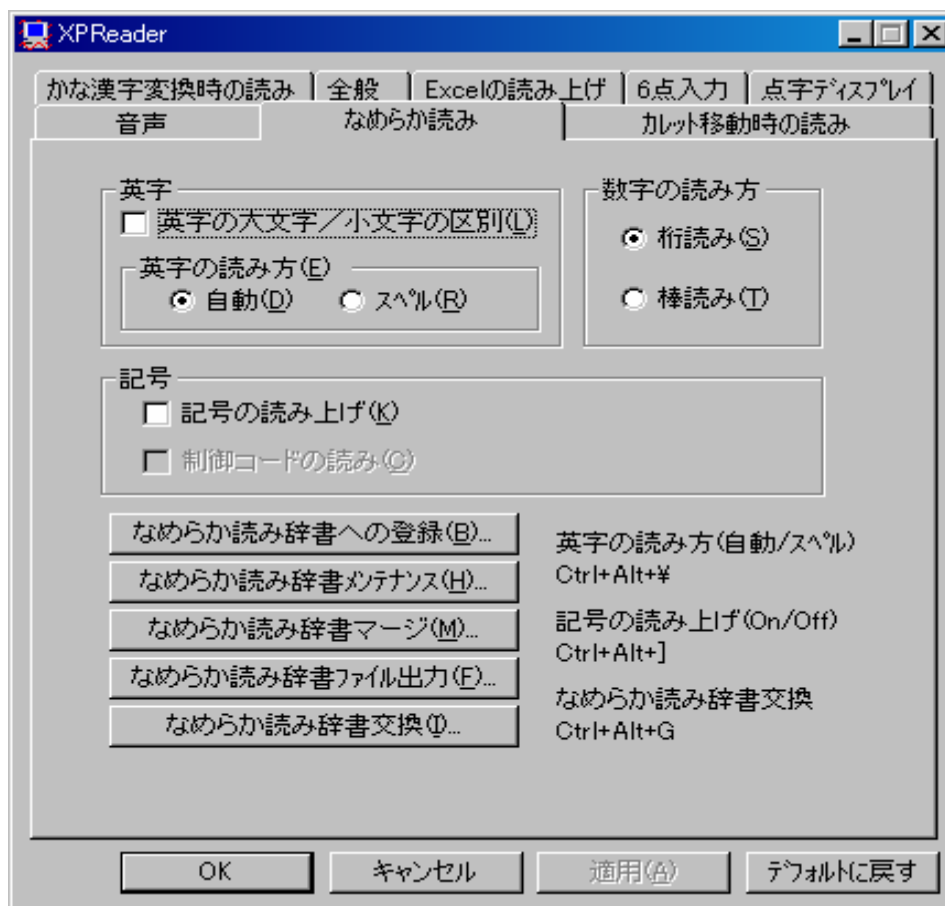 XPReader
かな漢字変換時の読み 全般 Excelの読み上げ 6点入力 点字ディスプレイ
音声 なめらか読み カレット移動時の読み
英字
英字の大文字／小文字の区別(L)
英字の読み方(E)
自動(D) スペル(R)
数字の読み方
桁読み(S)
棒読み(T)
記号
記号の読み上げ(K)
制御コードの読み(C)
なめらか読み辞書への登録(B)...
なめらか読み辞書メンテナンス(H)...
なめらか読み辞書マージ(M)...
なめらか読み辞書ファイル出力(F)...
なめらか読み辞書交換(I)...
英字の読み方(自動/スペル)
Ctrl+Alt+¥
記号の読み上げ(On/Off)
Ctrl+Alt+]
なめらか読み辞書交換
Ctrl+Alt+G
OK キャンセル 適用(A) デフォルトに戻す